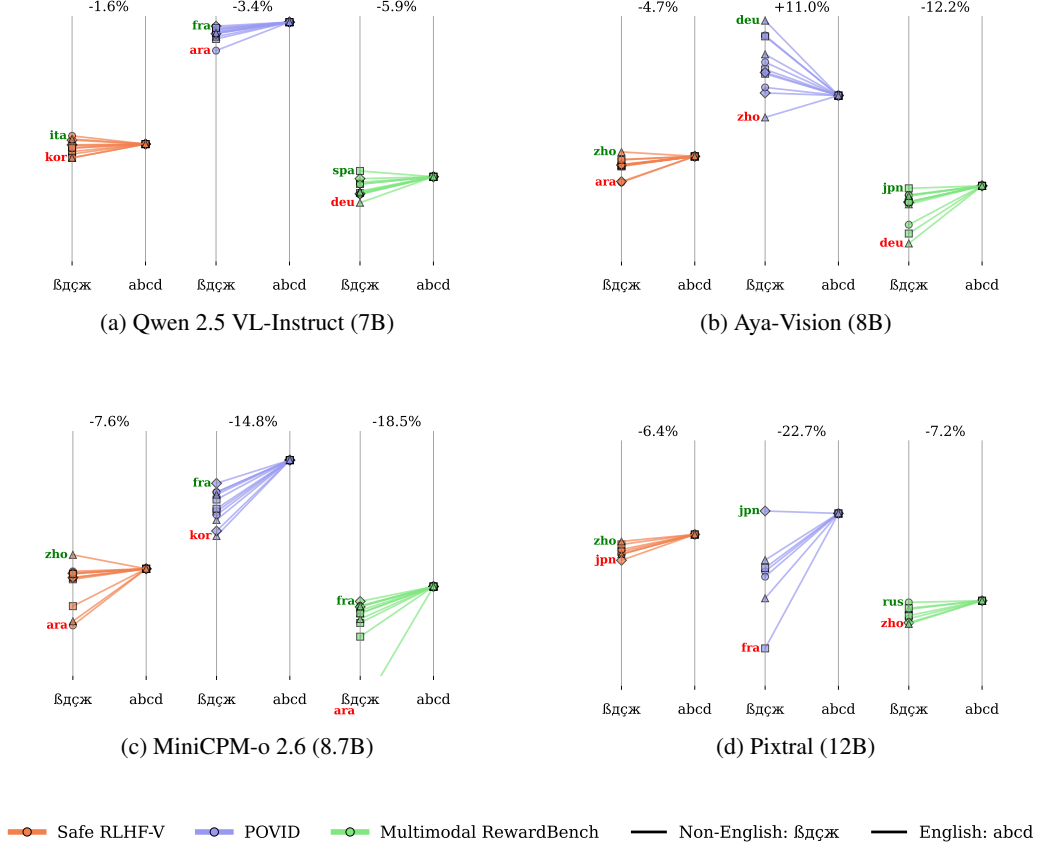 -1.6% -3.4% -5.9%
fra
ara
ita
kor
spa
deu
ßдçж abcd ßдçж abcd ßдçж abcd
(a) Qwen 2.5 VL-Instruct (7B)
-4.7% +11.0% -12.2%
deu
zho
zho
ara
jpn
deu
ßдçж abcd ßдçж abcd ßдçж abcd
(b) Aya-Vision (8B)
-7.6% -14.8% -18.5%
fra
kor
zho
ara
fra
ßдçж abcd ßдçж abcd ßдçж abcd
ara
(c) MiniCPM-o 2.6 (8.7B)
-6.4% -22.7% -7.2%
jpn
zho
jpn
rus
zho
fra
ßдçж abcd ßдçж abcd ßдçж abcd
(d) Pixtral (12B)
Safe RLHF-V POVID Multimodal RewardBench Non-English: ßдçж English: abcd